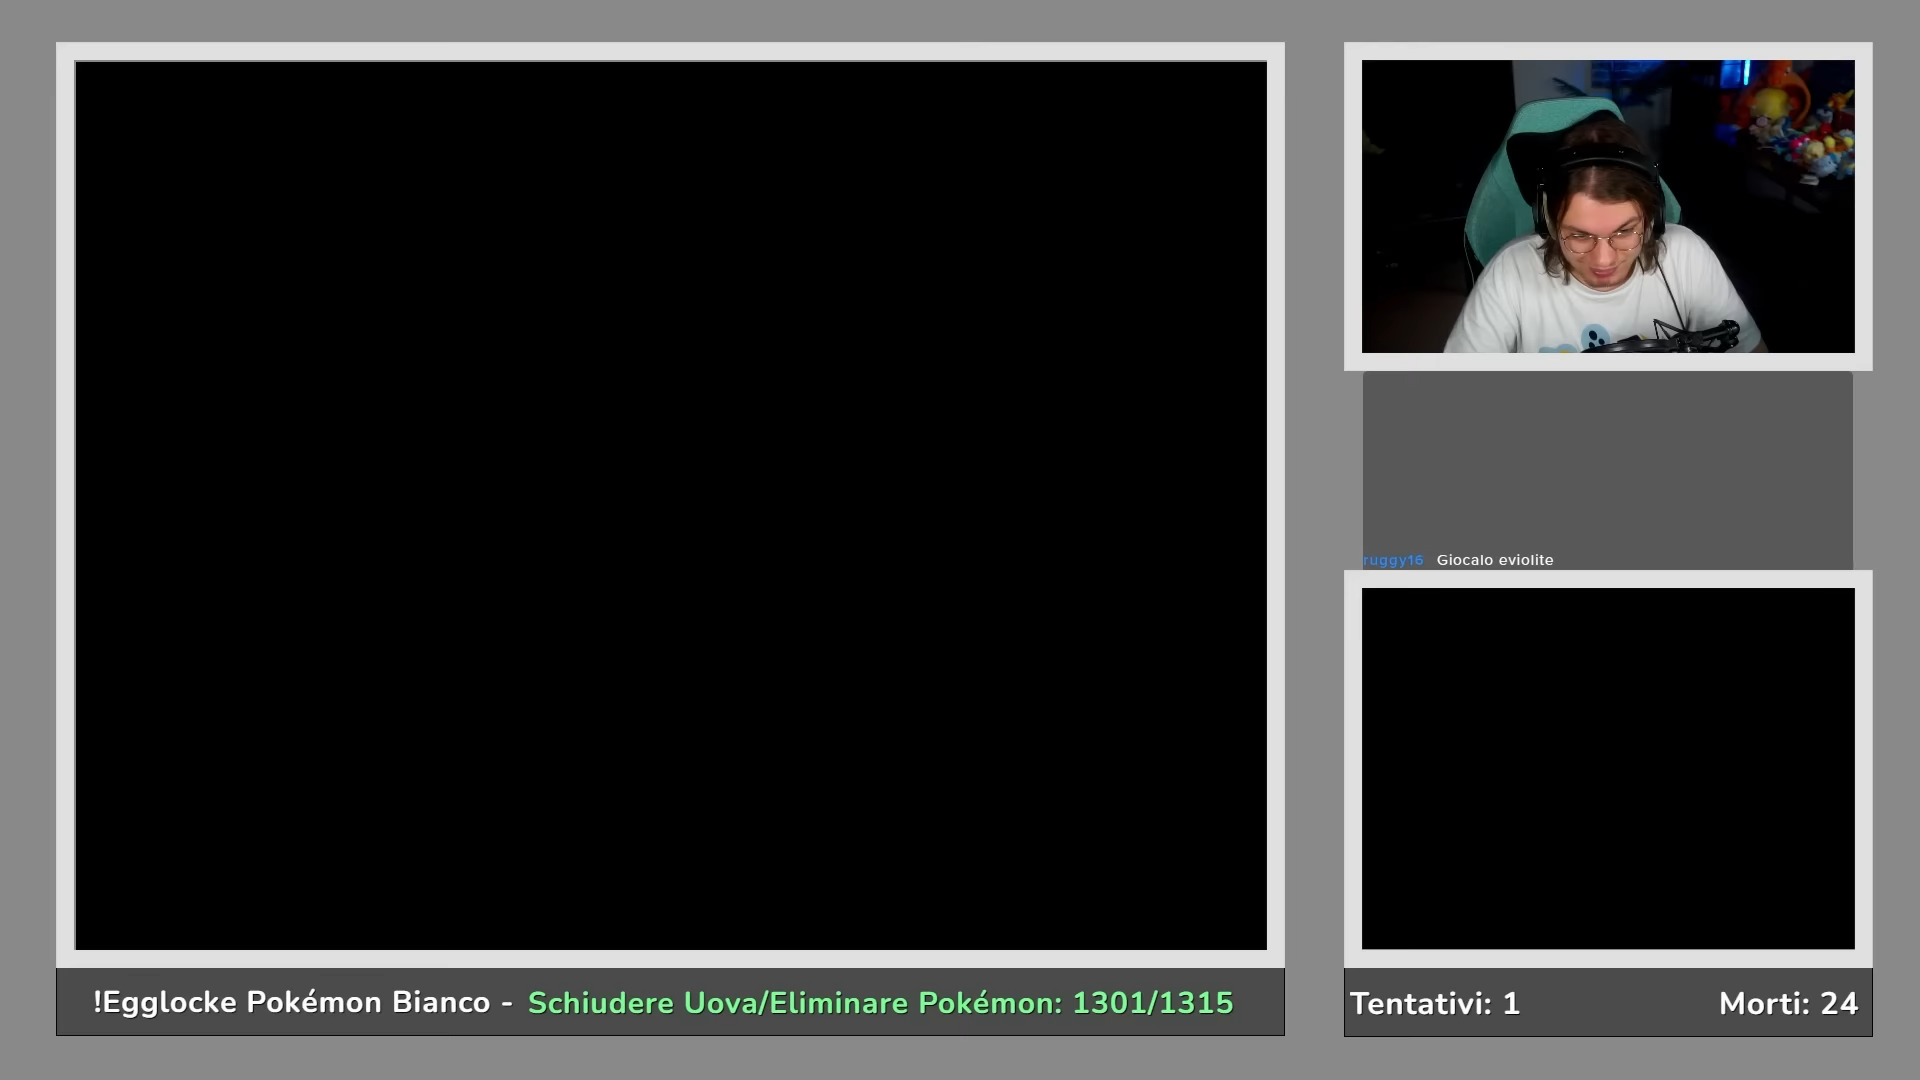 ruggy16 Giocalo eviolite
!Egglocke Pokémon Bianco - Schiudere Uova/Eliminare Pokémon: 1301/1315
Tentativi: 1 Morti: 24